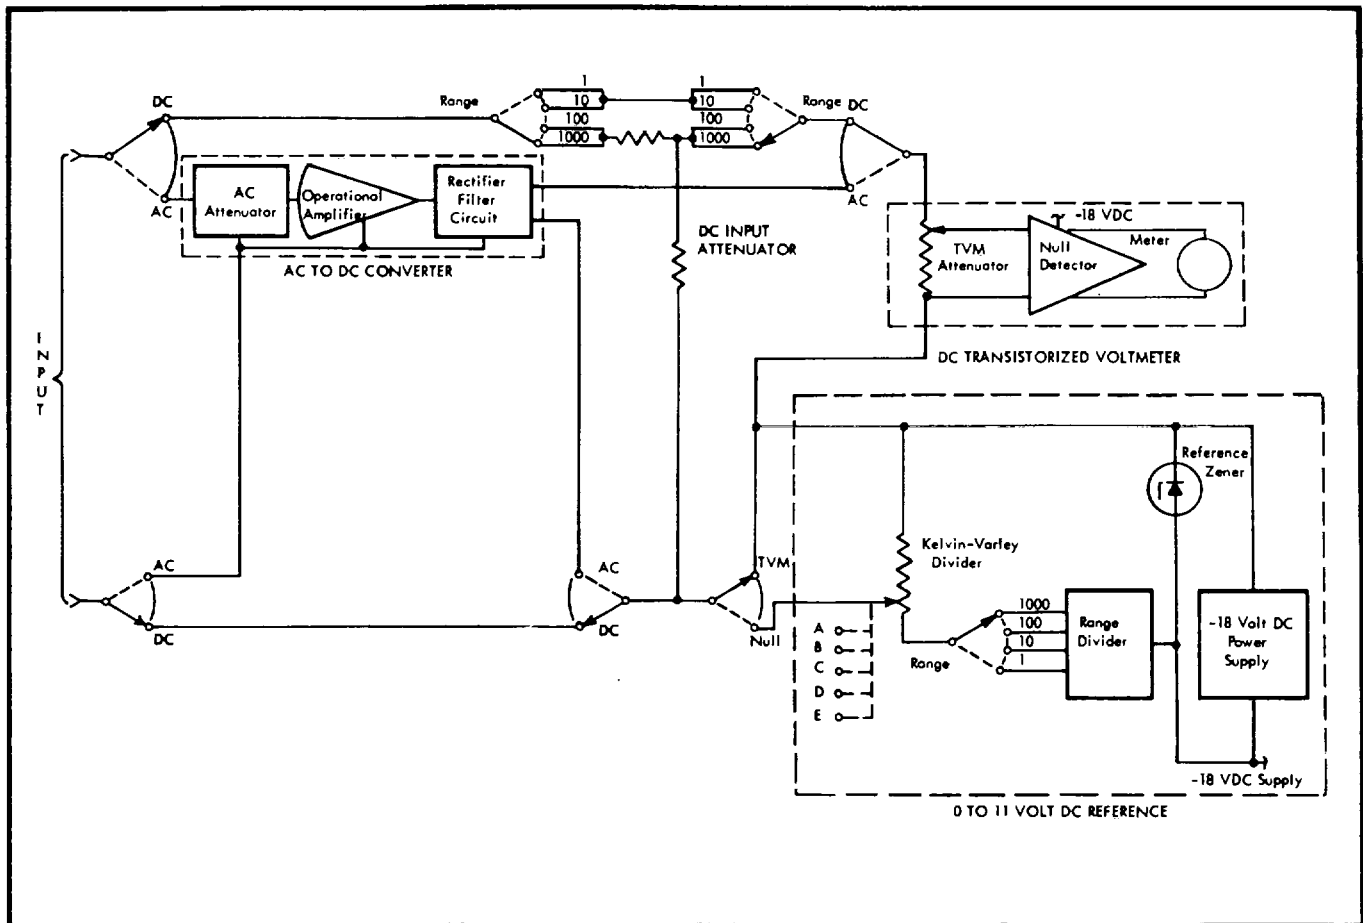 DC
Range
1
10
100
1000
1
10
100
1000
Range
DC
AC
AC
Attenuator
Operational
Amplifier
Rectifier
Filter
Circuit
AC
AC TO DC CONVERTER
DC INPUT
ATTENUATOR
-18 VDC
TVM
Attenuator
Null
Detector
Meter
DC TRANSISTORIZED VOLTMETER
INPUT
Reference
Zener
Kelvin-Varley
Divider
AC
DC
AC
DC
TVM
Null
A
B
C
D
E
Range
1000
100
10
1
Range
Divider
-18 Volt DC
Power
Supply
-18 VDC Supply
0 TO 11 VOLT DC REFERENCE